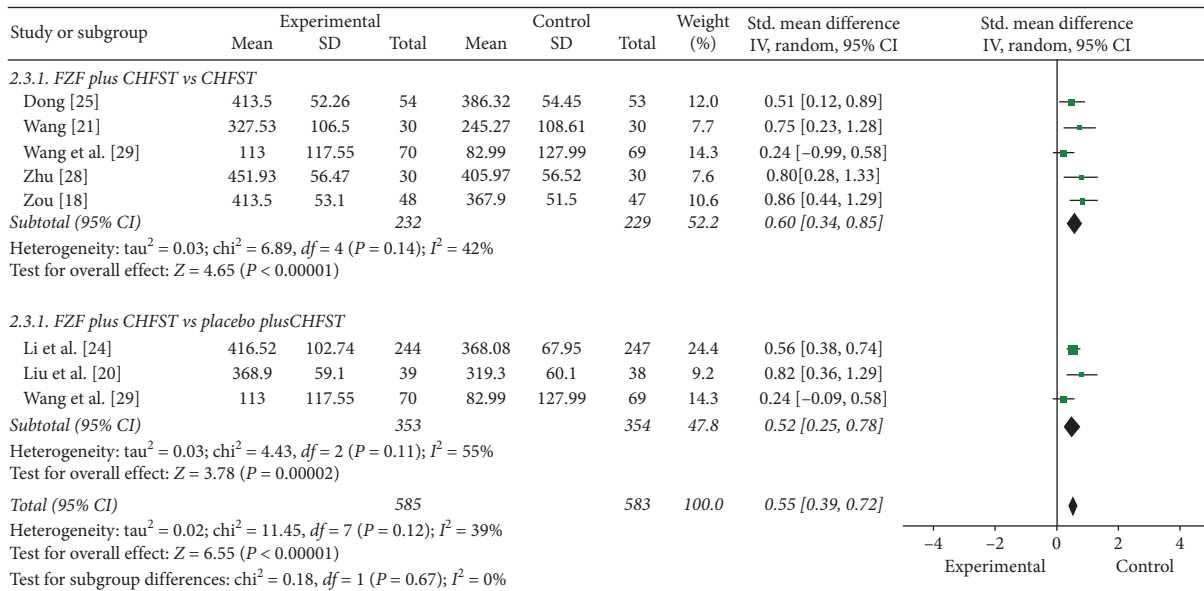 Study or subgroup Experimental Control Weight (%) Std. mean difference IV, random, 95% CI Std. mean difference IV, random, 95% CI
Mean SD Total Mean SD Total
2.3.1. FZF plus CHFST vs CHFST
Dong [25] 413.5 52.26 54 386.32 54.45 53 12.0 0.51 [0.12, 0.89]
Wang [21] 327.53 106.5 30 245.27 108.61 30 7.7 0.75 [0.23, 1.28]
Wang et al. [29] 113 117.55 70 82.99 127.99 69 14.3 0.24 [−0.99, 0.58]
Zhu [28] 451.93 56.47 30 405.97 56.52 30 7.6 0.80[0.28, 1.33]
Zou [18] 413.5 53.1 48 367.9 51.5 47 10.6 0.86 [0.44, 1.29]
Subtotal (95% CI) 232 229 52.2 0.60 [0.34, 0.85]
Heterogeneity: tau² = 0.03; chi² = 6.89, df = 4 (P = 0.14); I² = 42%
Test for overall effect: Z = 4.65 (P < 0.00001)
2.3.1. FZF plus CHFST vs placebo plusCHFST
Li et al. [24] 416.52 102.74 244 368.08 67.95 247 24.4 0.56 [0.38, 0.74]
Liu et al. [20] 368.9 59.1 39 319.3 60.1 38 9.2 0.82 [0.36, 1.29]
Wang et al. [29] 113 117.55 70 82.99 127.99 69 14.3 0.24 [−0.09, 0.58]
Subtotal (95% CI) 353 354 47.8 0.52 [0.25, 0.78]
Heterogeneity: tau² = 0.03; chi² = 4.43, df = 2 (P = 0.11); I² = 55%
Test for overall effect: Z = 3.78 (P = 0.00002)
Total (95% CI) 585 583 100.0 0.55 [0.39, 0.72]
Heterogeneity: tau² = 0.02; chi² = 11.45, df = 7 (P = 0.12); I² = 39%
Test for overall effect: Z = 6.55 (P < 0.00001)
Test for subgroup differences: chi² = 0.18, df = 1 (P = 0.67); I² = 0%
−4 −2 0 2 4
Experimental Control